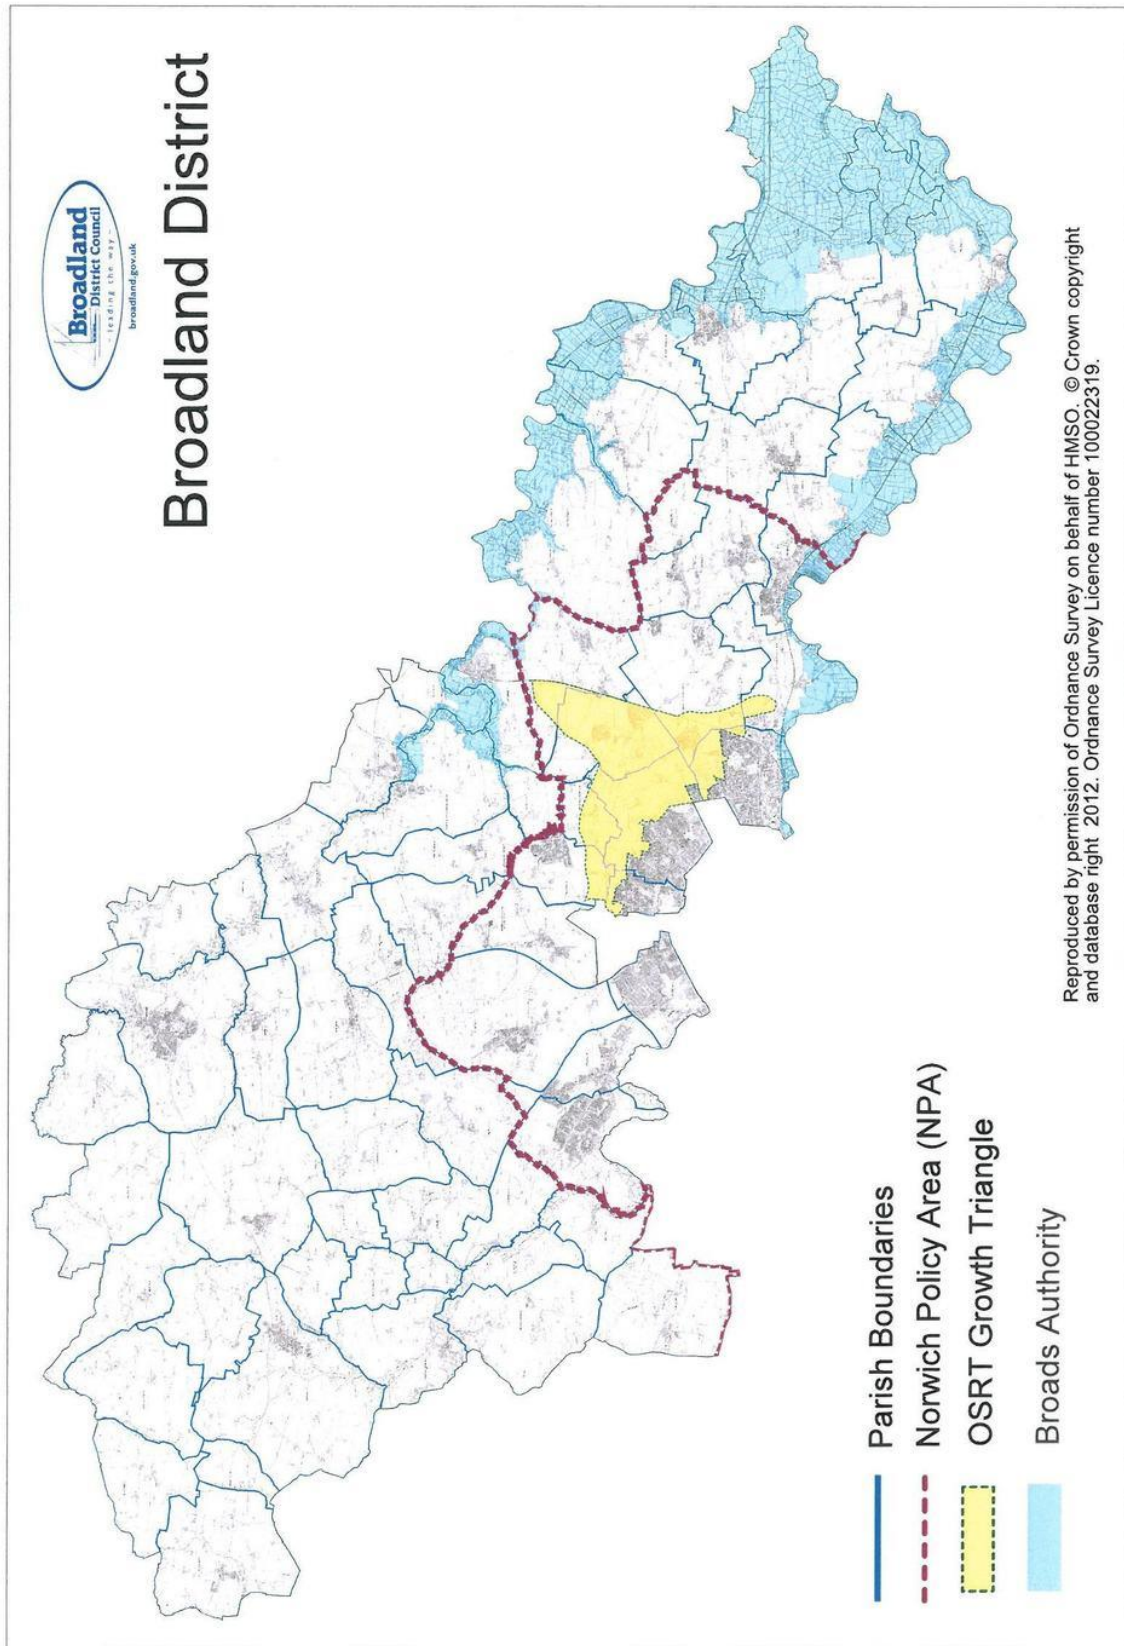 Broadland
District Council
leading the way
broadland.gov.uk
Broadland District
Parish Boundaries
Norwich Policy Area (NPA)
OSRT Growth Triangle
Broads Authority
Reproduced by permission of Ordnance Survey on behalf of HMSO. © Crown copyright
and database right 2012. Ordnance Survey Licence number 100022319.